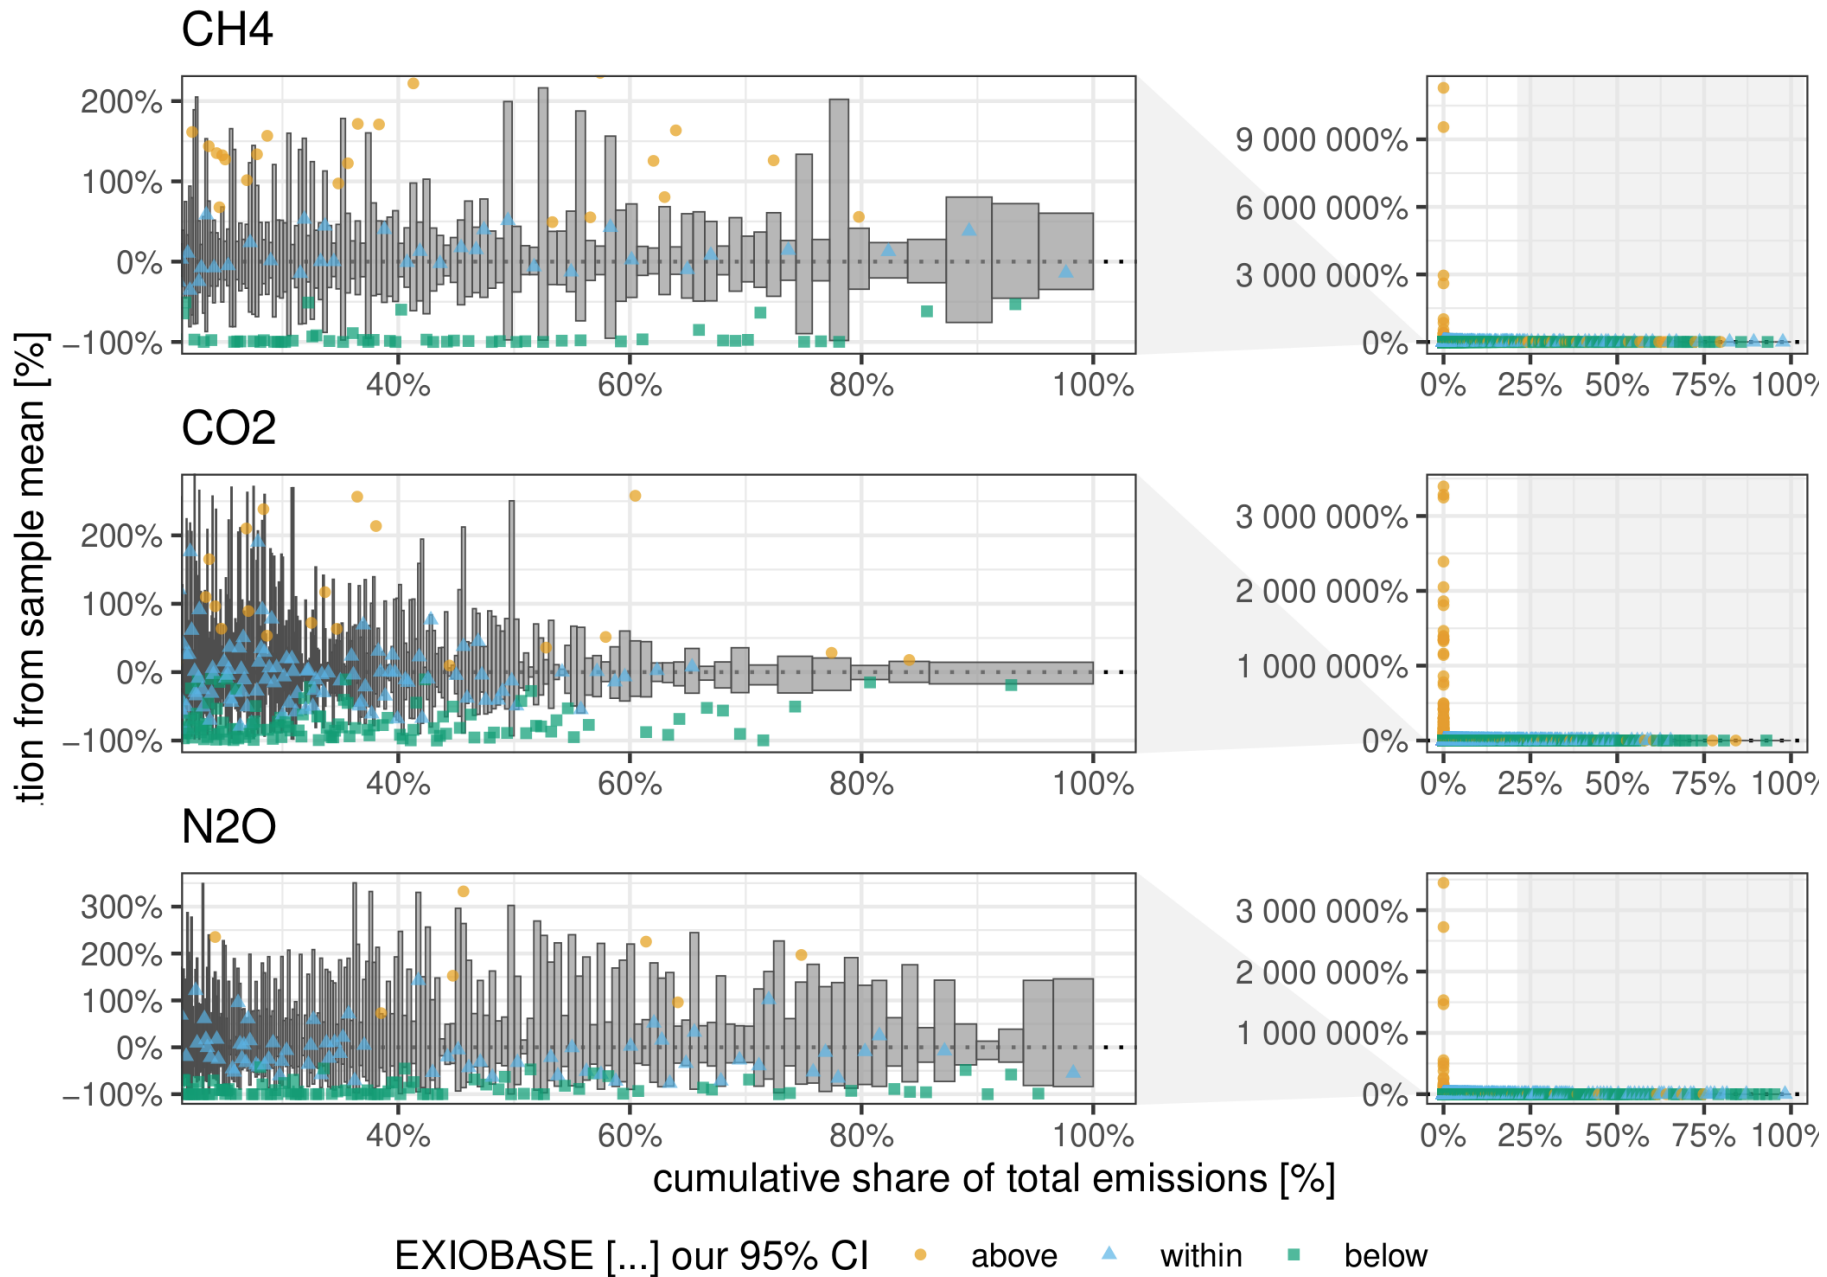 CH4
200%
100%
0%
−100%
40%
60%
80%
100%
9 000 000%
6 000 000%
3 000 000%
0%
0%
25%
50%
75%
100%
CO2
200%
100%
0%
−100%
40%
60%
80%
100%
3 000 000%
2 000 000%
1 000 000%
0%
0%
25%
50%
75%
100%
N2O
300%
200%
100%
0%
−100%
40%
60%
80%
100%
3 000 000%
2 000 000%
1 000 000%
0%
0%
25%
50%
75%
100%
tion from sample mean [%]
cumulative share of total emissions [%]
EXIOBASE [...] our 95% CI above within below